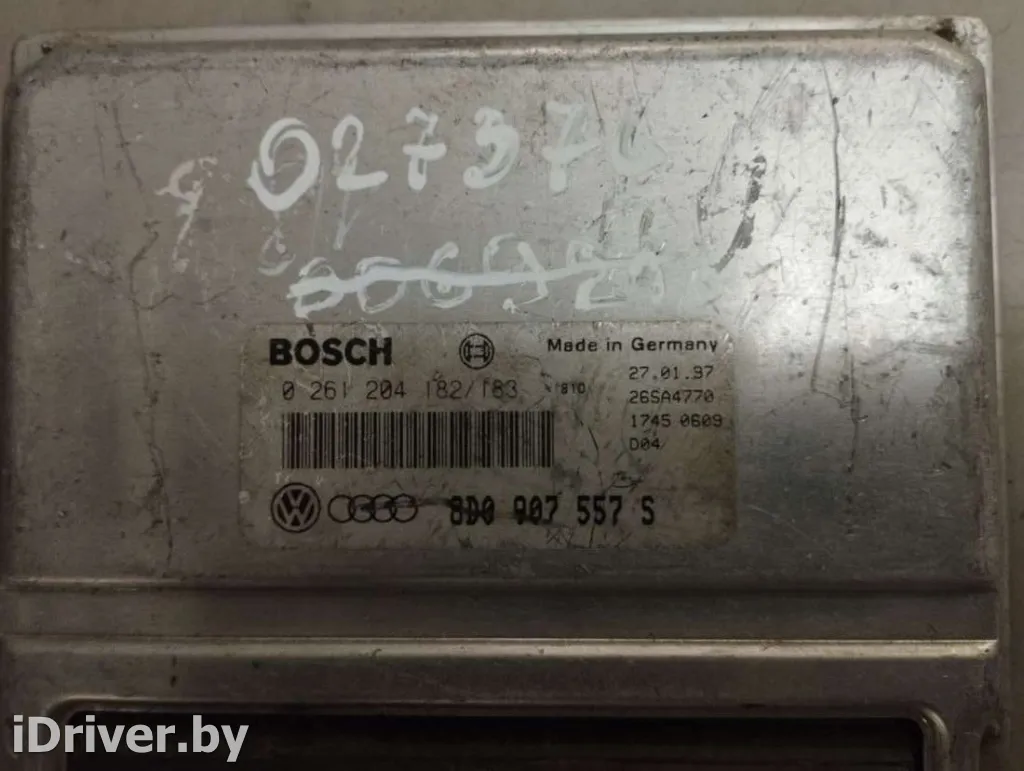 02737
BOSCH
Made in Germany
0 261 204 182/183
27.01.97
26SA4770
1745 0609
D04
8D0 907 557 S
iDriver.by